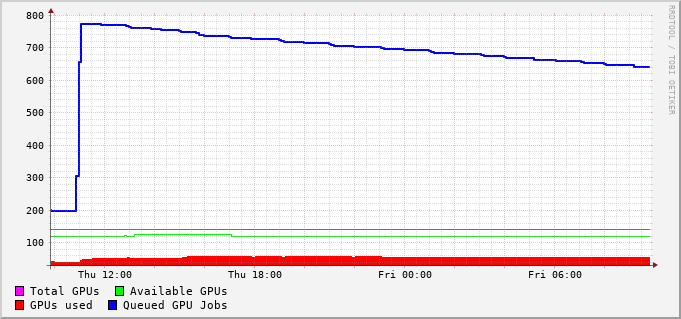 800
700
600
500
400
300
200
100
Thu 12:00 Thu 18:00 Fri 00:00 Fri 06:00
Total GPUs Available GPUs
GPUs used Queued GPU Jobs
RRDTOOL / TOBI OETIKER